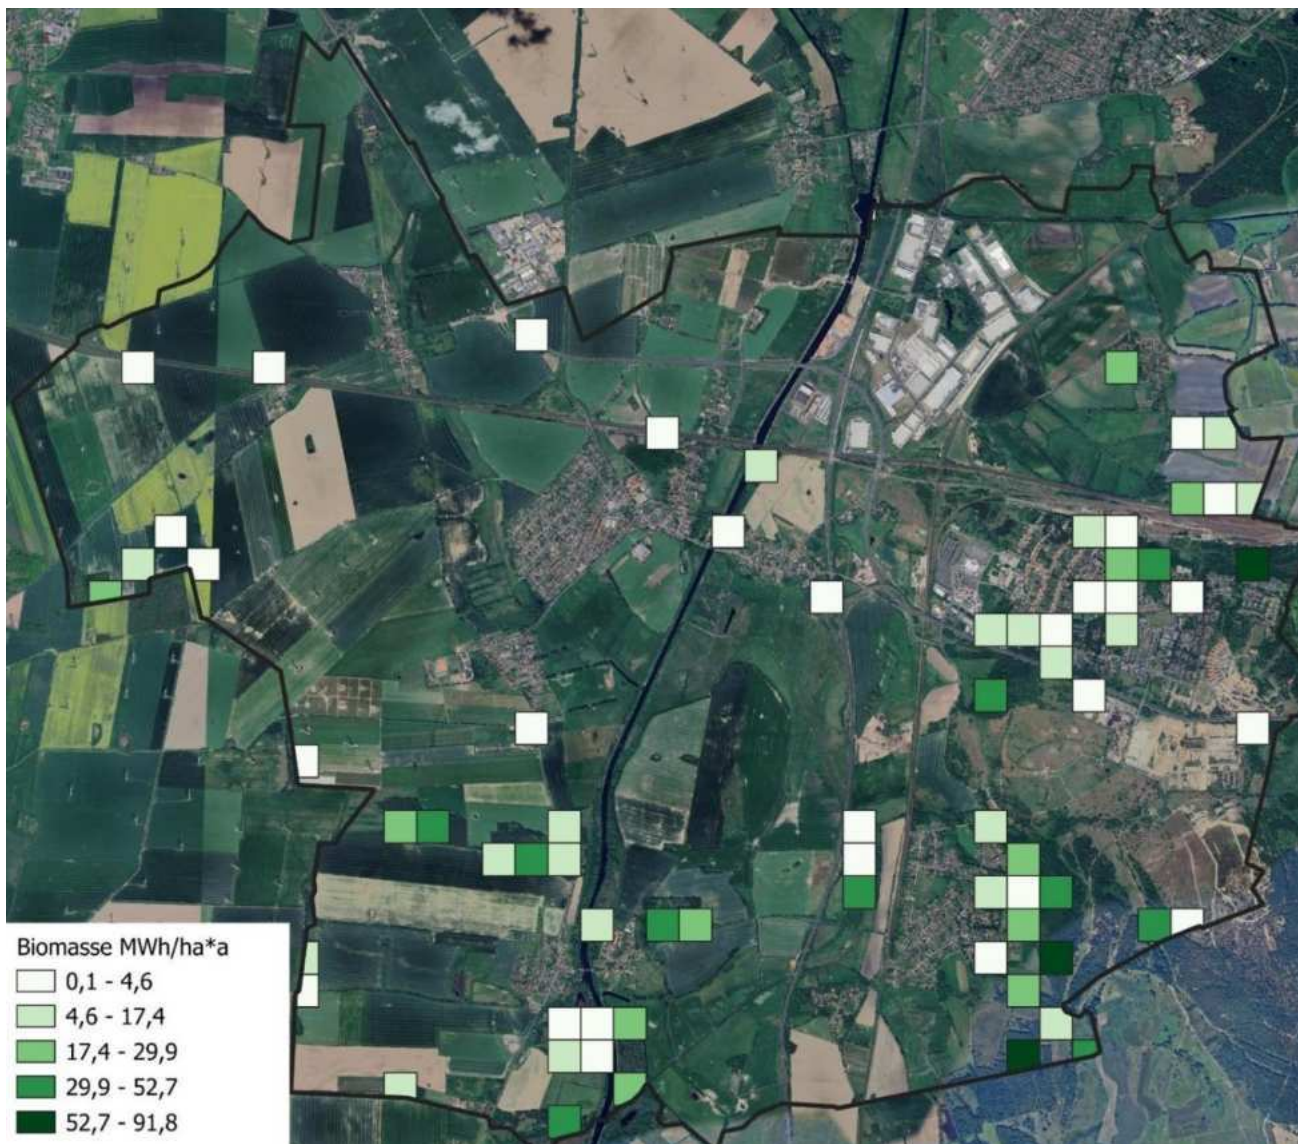 Biomasse MWh/ha*a
0,1 - 4,6
4,6 - 17,4
17,4 - 29,9
29,9 - 52,7
52,7 - 91,8